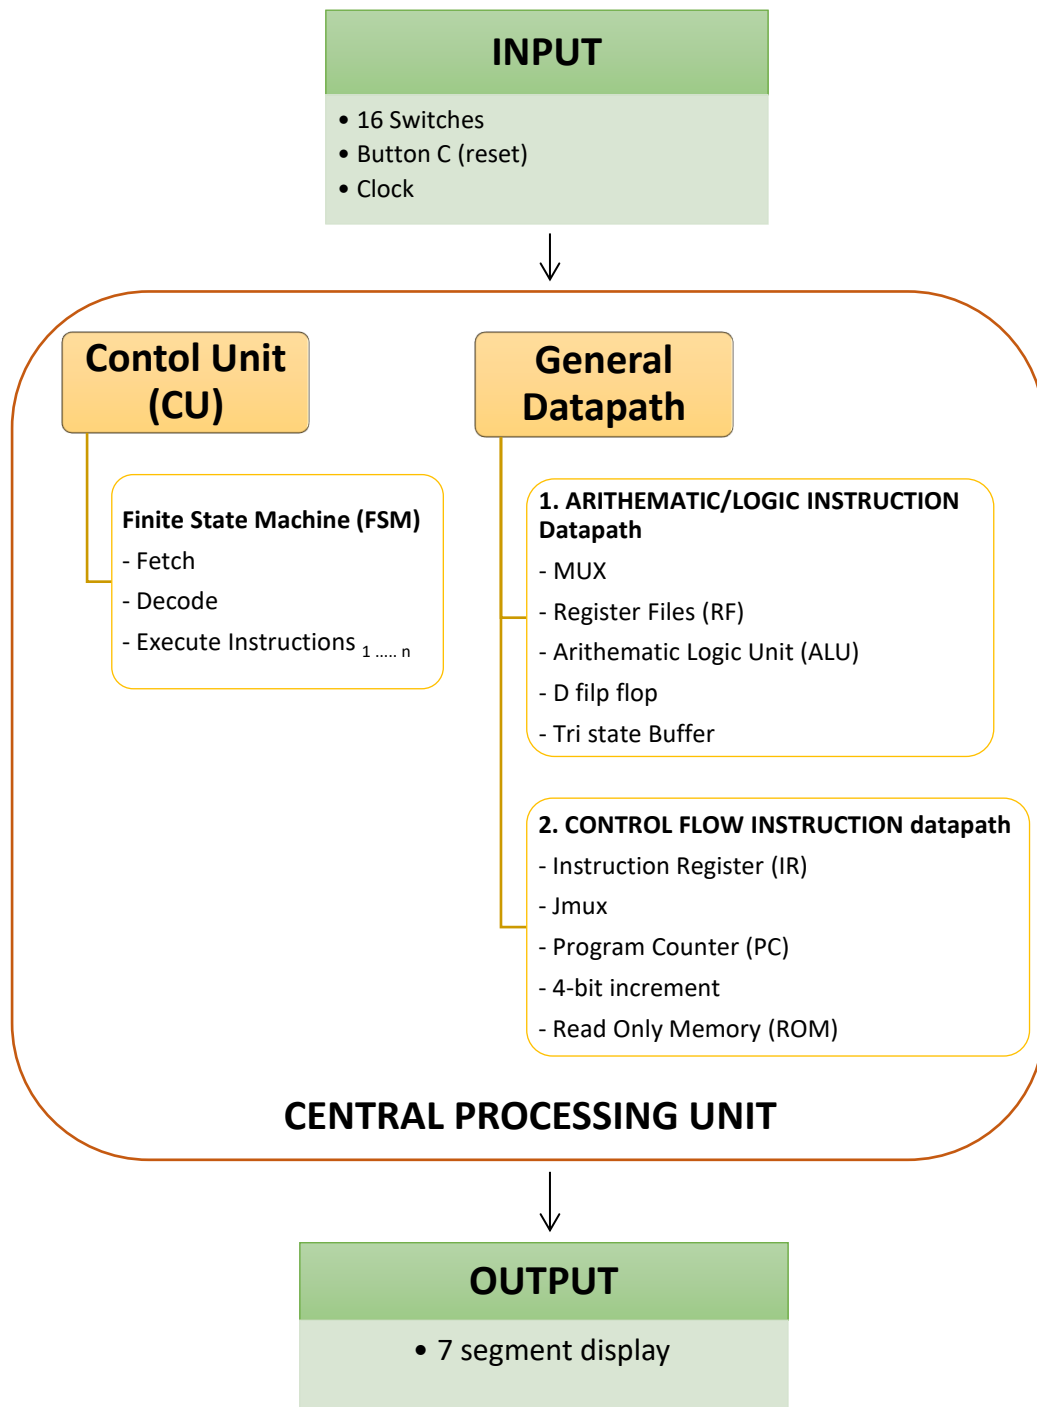 INPUT
• 16 Switches
• Button C (reset)
• Clock
Contol Unit
(CU)
Finite State Machine (FSM)
- Fetch
- Decode
- Execute Instructions 1 ..... n
General
Datapath
1. ARITHEMATIC/LOGIC INSTRUCTION
Datapath
- MUX
- Register Files (RF)
- Arithematic Logic Unit (ALU)
- D filp flop
- Tri state Buffer
2. CONTROL FLOW INSTRUCTION datapath
- Instruction Register (IR)
- Jmux
- Program Counter (PC)
- 4-bit increment
- Read Only Memory (ROM)
CENTRAL PROCESSING UNIT
OUTPUT
• 7 segment display